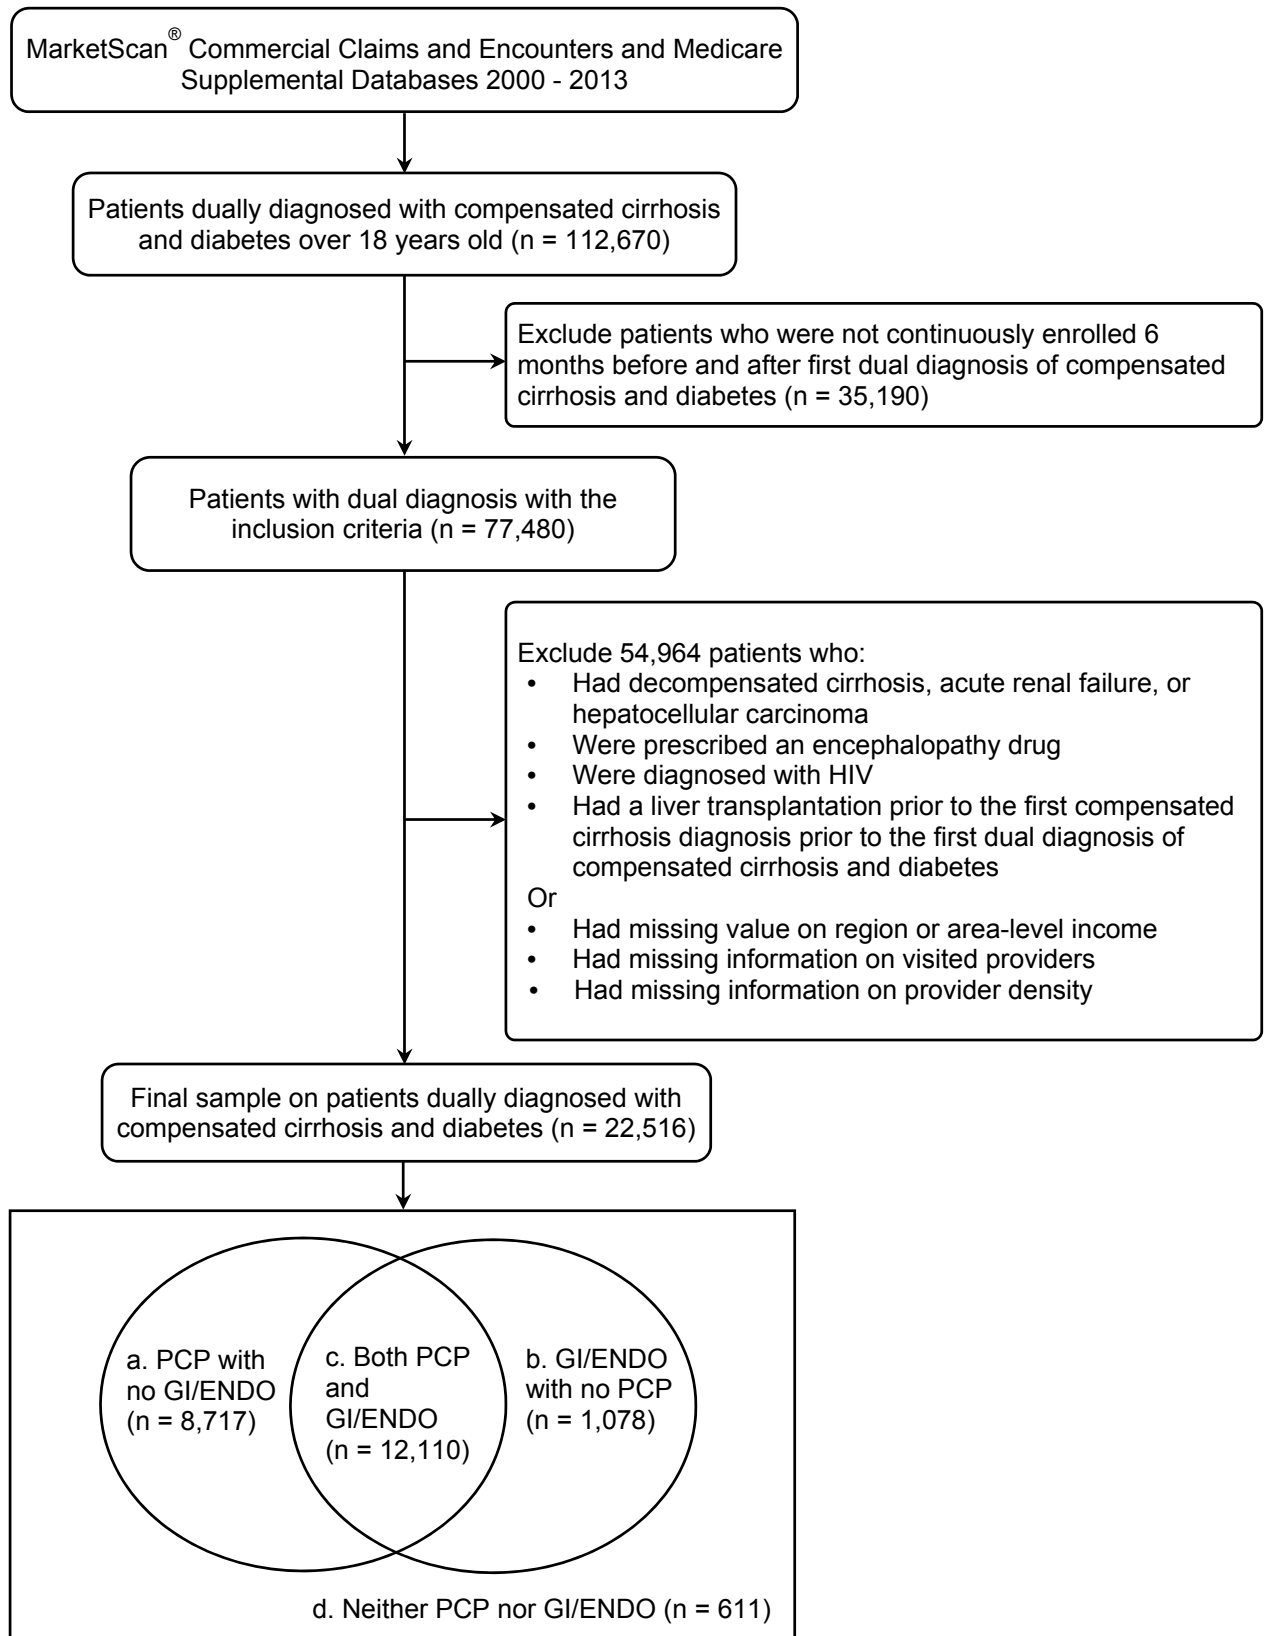 MarketScan® Commercial Claims and Encounters and Medicare
Supplemental Databases 2000 - 2013
Patients dually diagnosed with compensated cirrhosis
and diabetes over 18 years old (n = 112,670)
Exclude patients who were not continuously enrolled 6
months before and after first dual diagnosis of compensated
cirrhosis and diabetes (n = 35,190)
Patients with dual diagnosis with the
inclusion criteria (n = 77,480)
Exclude 54,964 patients who:
• Had decompensated cirrhosis, acute renal failure, or
hepatocellular carcinoma
• Were prescribed an encephalopathy drug
• Were diagnosed with HIV
• Had a liver transplantation prior to the first compensated
cirrhosis diagnosis prior to the first dual diagnosis of
compensated cirrhosis and diabetes
Or
• Had missing value on region or area-level income
• Had missing information on visited providers
• Had missing information on provider density
Final sample on patients dually diagnosed with
compensated cirrhosis and diabetes (n = 22,516)
a. PCP with
no GI/ENDO
(n = 8,717)
c. Both PCP
and
GI/ENDO
(n = 12,110)
b. GI/ENDO
with no PCP
(n = 1,078)
d. Neither PCP nor GI/ENDO (n = 611)